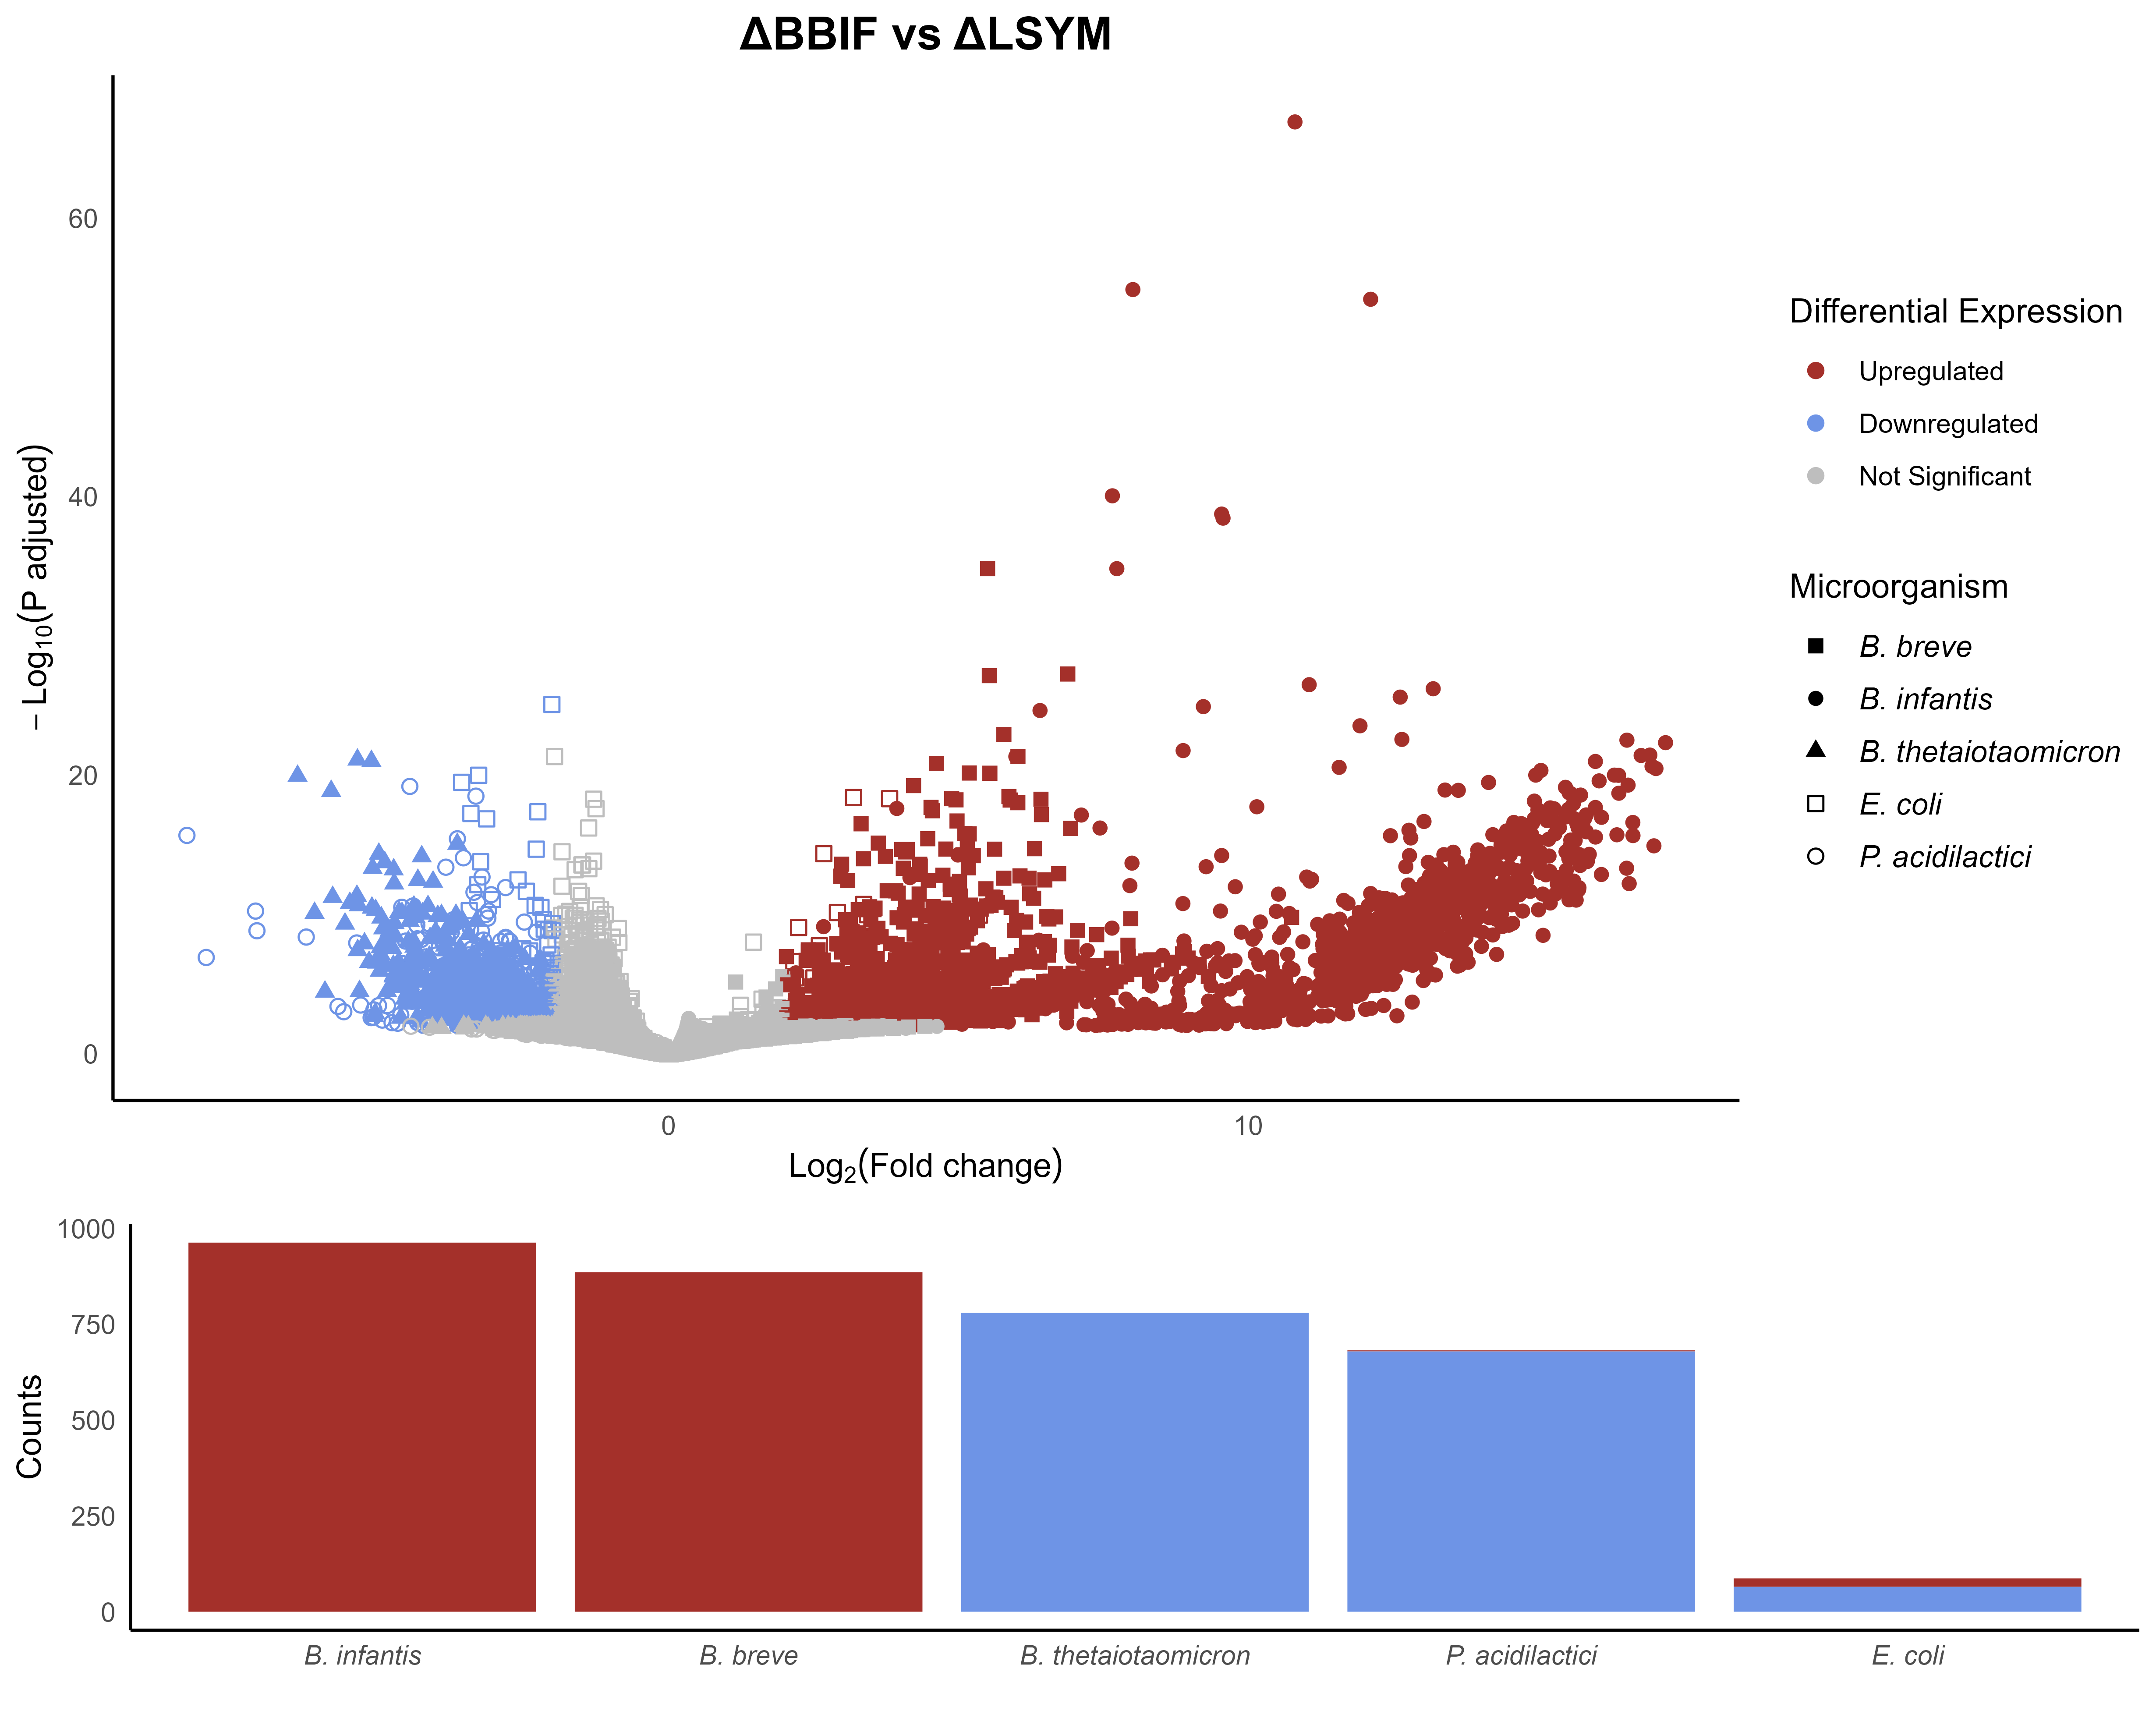 ΔBBIF vs ΔLSYM
− Log₁₀(P adjusted)
60
40
20
0
0
10
Log₂(Fold change)
Differential Expression
Upregulated
Downregulated
Not Significant
Microorganism
B. breve
B. infantis
B. thetaiotaomicron
E. coli
P. acidilactici
Counts
1000
750
500
250
0
B. infantis
B. breve
B. thetaiotaomicron
P. acidilactici
E. coli